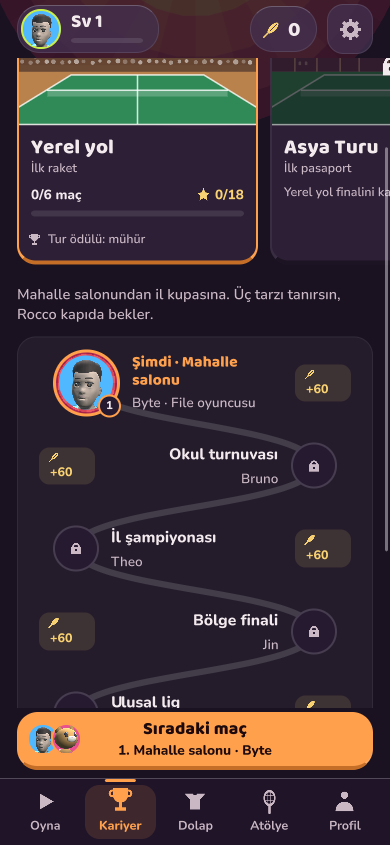 Sv 1
0
Yerel yol
İlk raket
0/6 maç
0/18
Tur ödülü: mühür
Asya Turu
İlk pasaport
Yerel yol finalini
Mahalle salonundan il kupasına. Üç tarzı tanırsın,
Rocco kapıda bekler.
Şimdi · Mahalle
salonu
Byte · File oyuncusu
1
+60
Okul turnuvası
Bruno
+60
İl şampiyonası
Theo
+60
Bölge finali
Jin
+60
Ulusal lig
Sıradaki maç
1. Mahalle salonu · Byte
Oyna
Kariyer
Dolap
Atölye
Profil